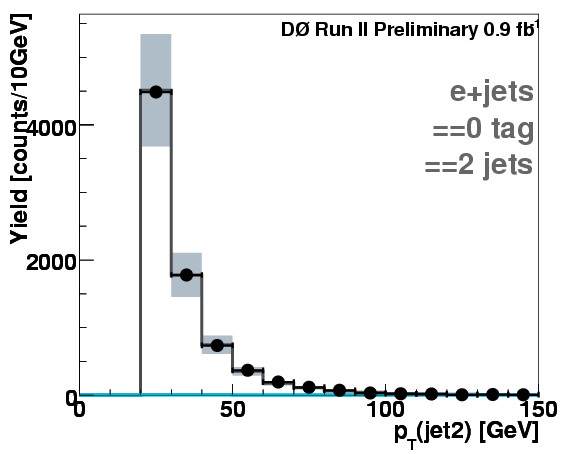 DØ Run II Preliminary 0.9 fb⁻¹
e+jets
==0 tag
==2 jets
Yield [counts/10GeV]
4000
2000
0
0 50 100 150
p_T(jet2) [GeV]